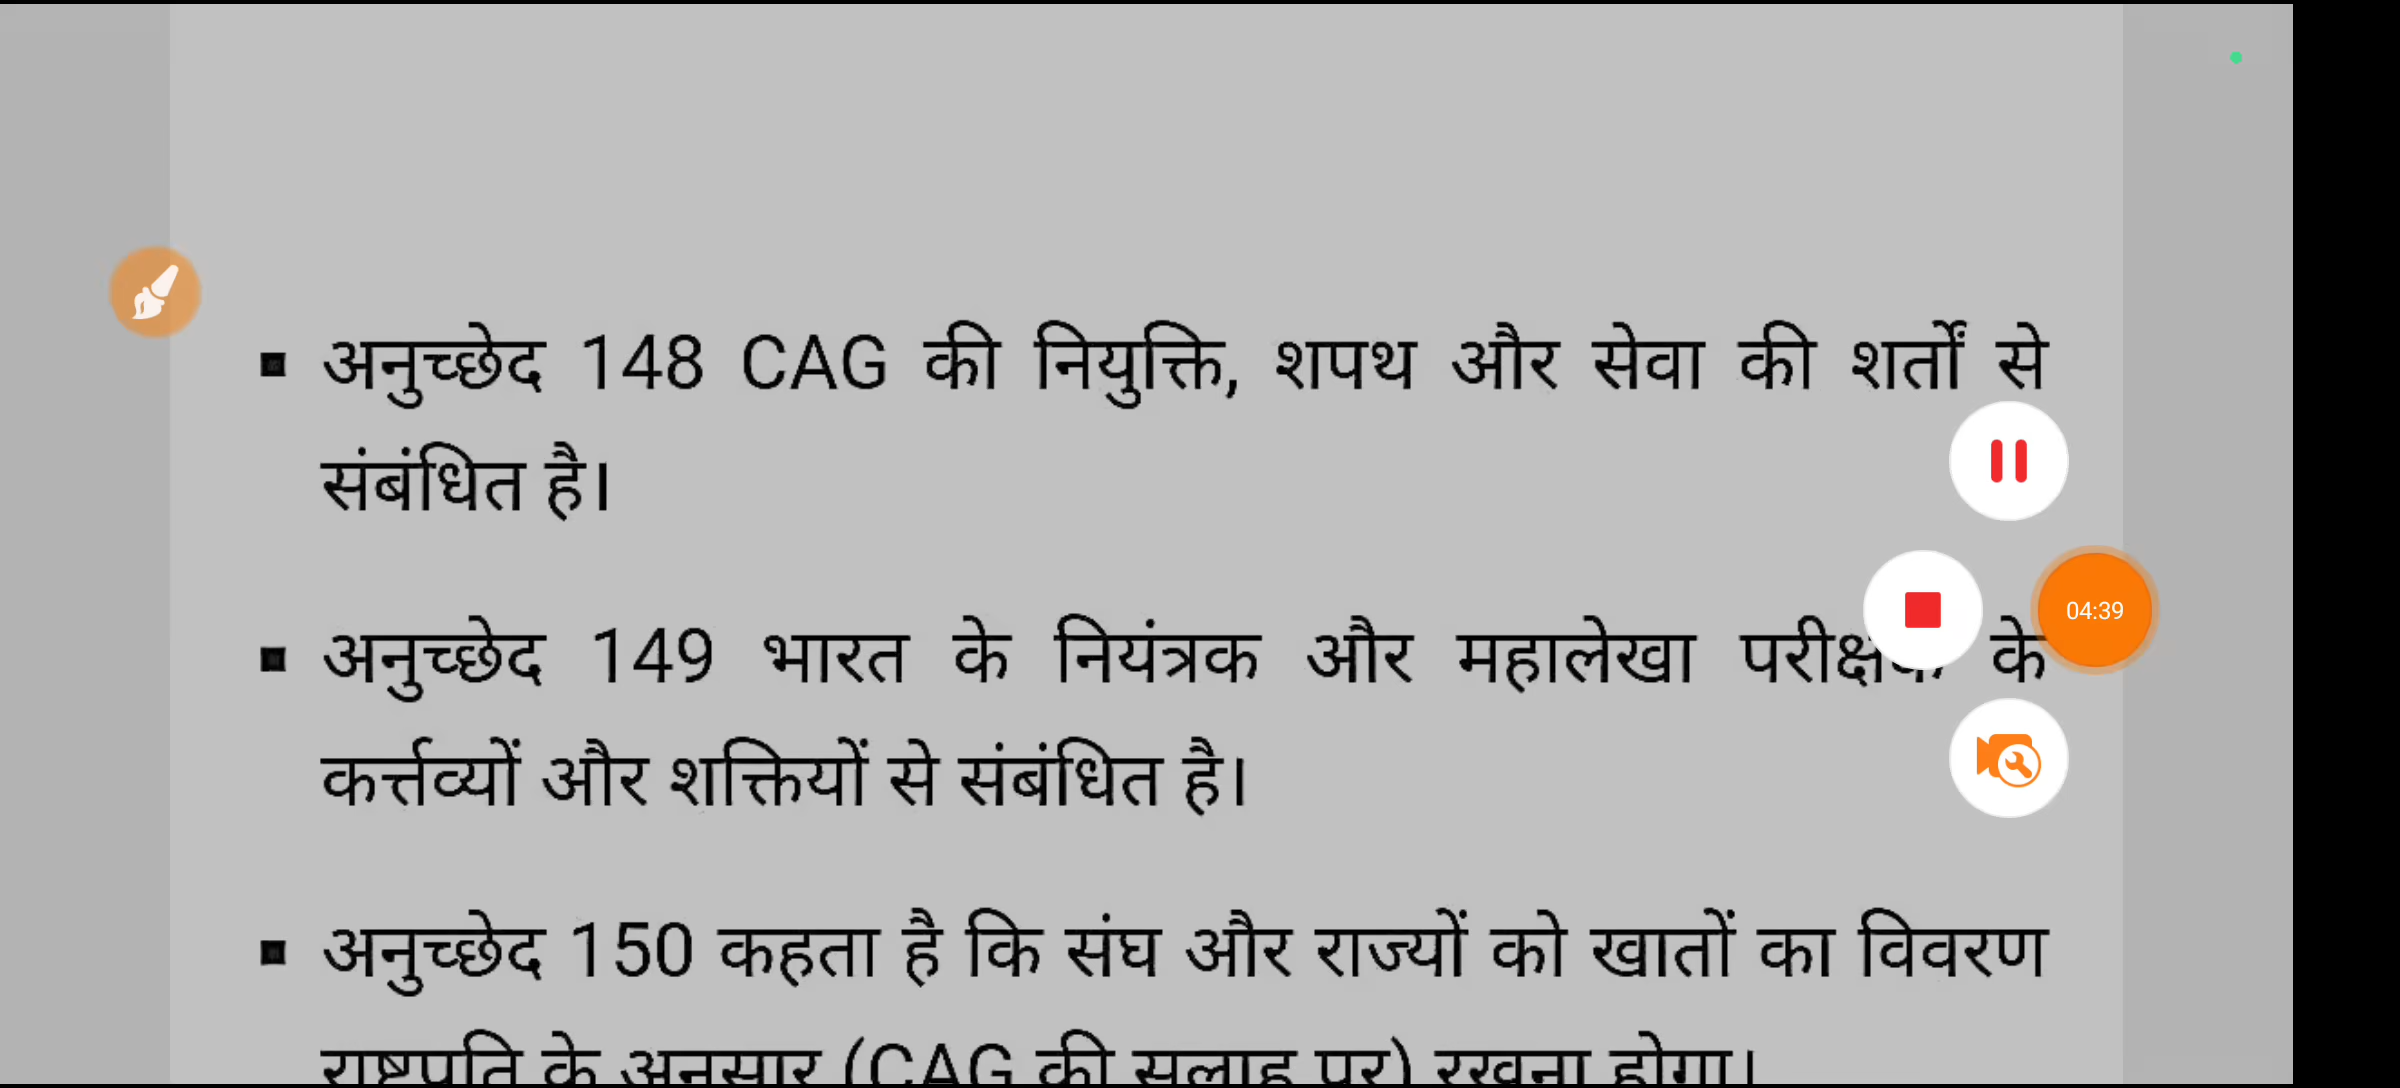 अनुच्छेद 148 CAG की नियुक्ति, शपथ और सेवा की शर्तों से
संबंधित है।
अनुच्छेद 149 भारत के नियंत्रक और महालेखा परीक्षक के
04:39
कर्त्तव्यों और शक्तियों से संबंधित है।
अनुच्छेद 150 कहता है कि संघ और राज्यों को खातों का विवरण
राष्ट्रपति के अनुसार (CAG की सलाह पर) रखना होगा।